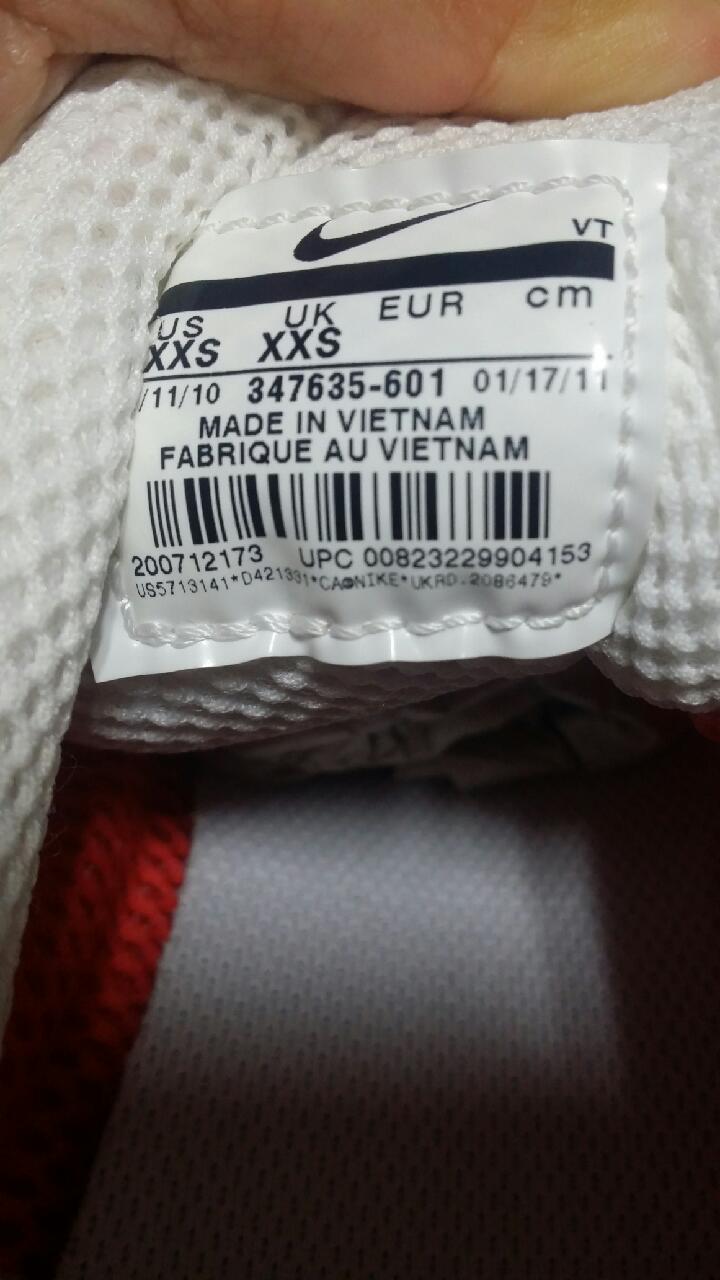 VT
US UK EUR cm
XXS XXS
/11/10 347635-601 01/17/11
MADE IN VIETNAM
FABRIQUE AU VIETNAM
200712173 UPC 00823229904153
US5713141*D421391*CA@NIKE*UKRD.2086479*